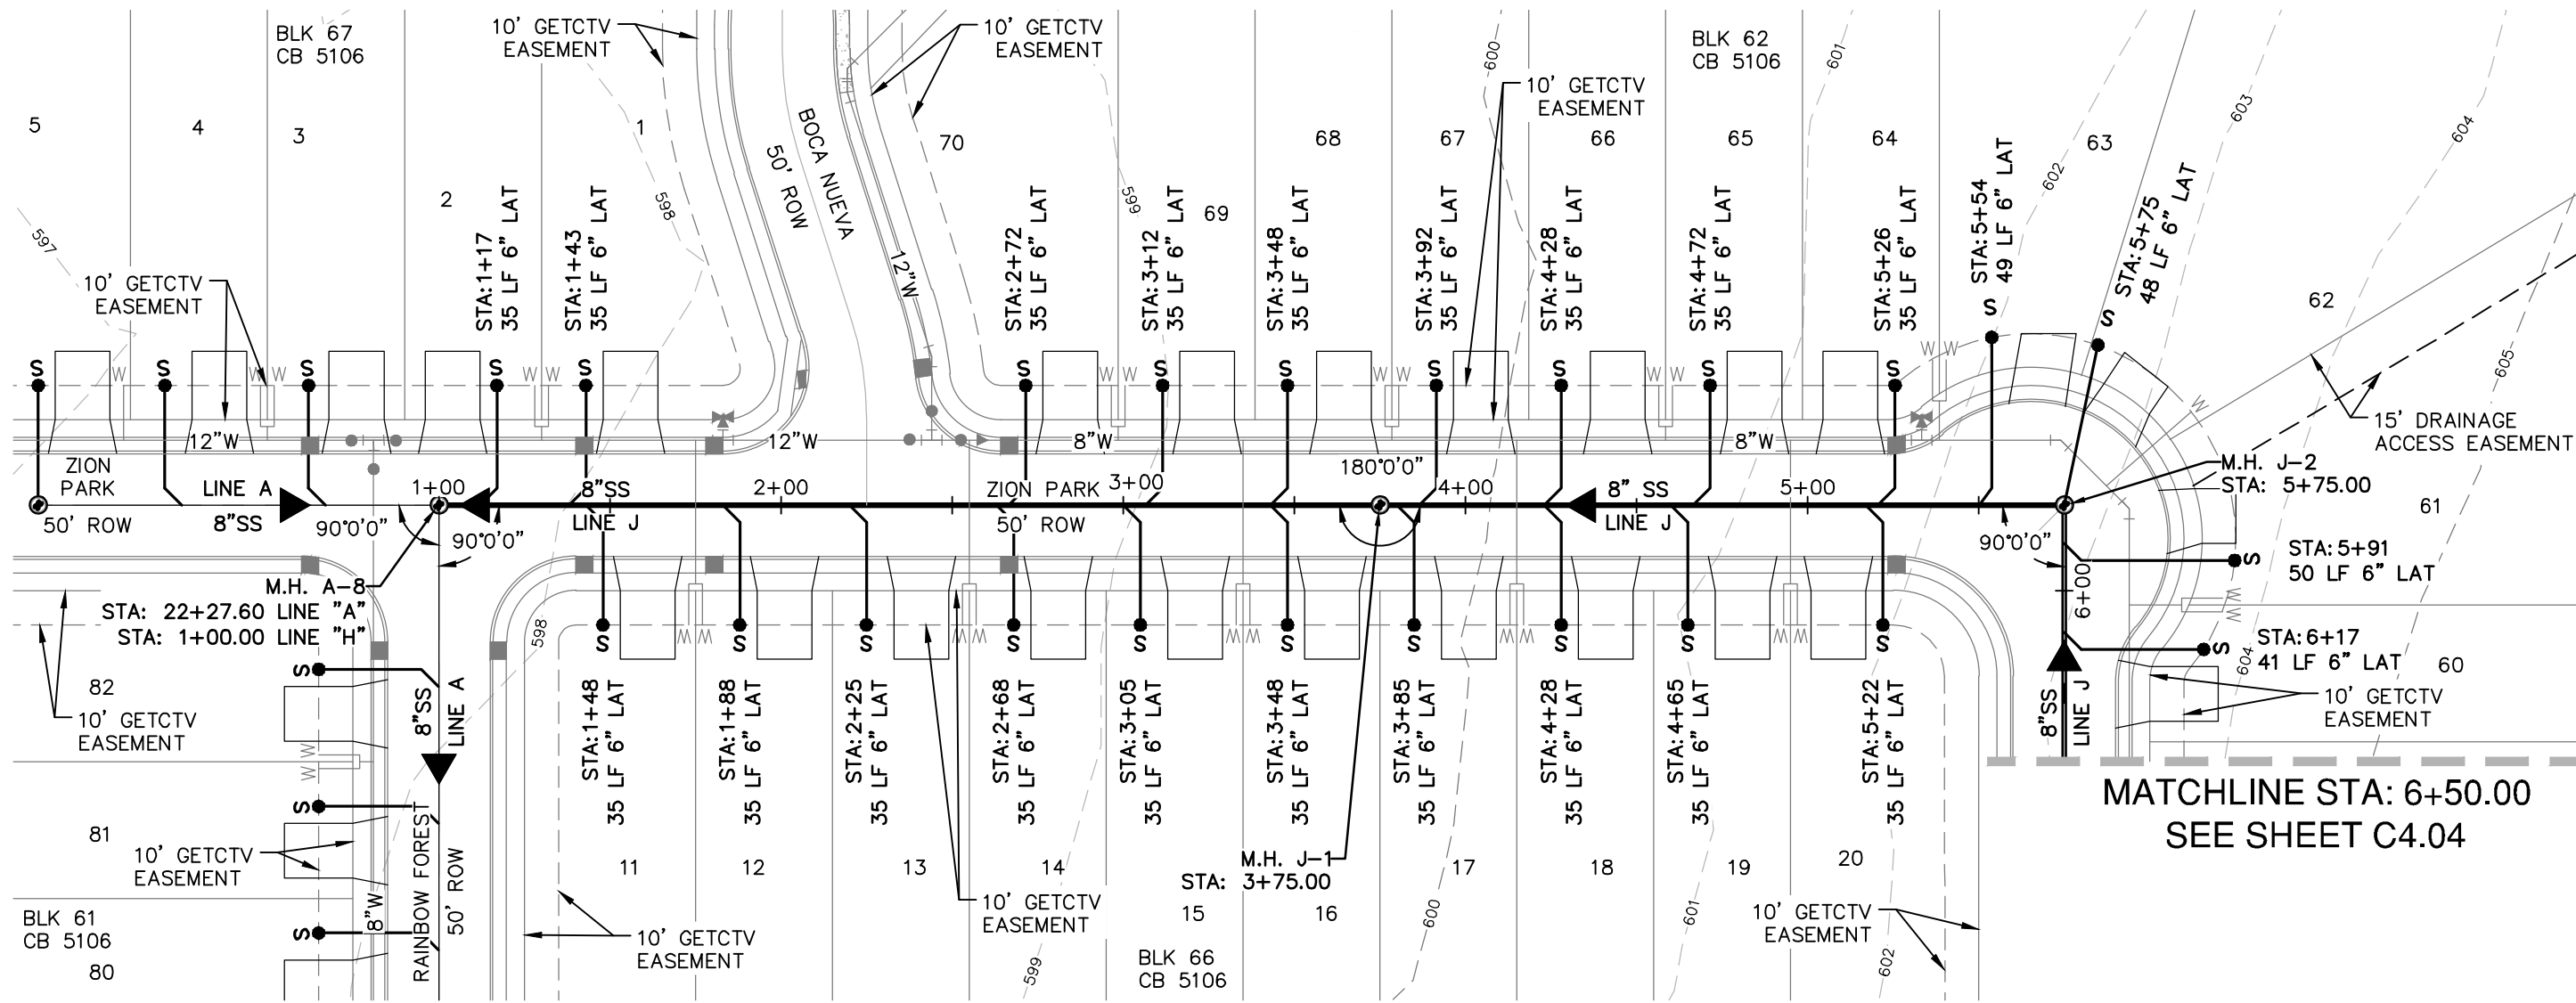 BLK 67
CB 5106
10' GETCTV
EASEMENT
10' GETCTV
EASEMENT
BLK 62
CB 5106
10' GETCTV
EASEMENT
5
4
3
2
1
70
69
68
67
66
65
64
63
62
61
60
597
598
599
600
601
602
603
604
605
BOCA NUEVA
50' ROW
12"W
10' GETCTV
EASEMENT
STA:1+17
35 LF 6" LAT
STA:1+43
35 LF 6" LAT
STA:2+72
35 LF 6" LAT
STA:3+12
35 LF 6" LAT
STA:3+48
35 LF 6" LAT
STA:3+92
35 LF 6" LAT
STA:4+28
35 LF 6" LAT
STA:4+72
35 LF 6" LAT
STA:5+26
35 LF 6" LAT
STA:5+54
49 LF 6" LAT
STA:5+75
48 LF 6" LAT
S S S S S S S S S S S S S S
W W W W W W W W W W W W
12"W
12"W
8"W
8"W
15' DRAINAGE
ACCESS EASEMENT
ZION
PARK
50' ROW
LINE A
8"SS
90°0'0"
1+00
90°0'0"
8"SS
LINE J
2+00
ZION PARK
50' ROW
3+00
180°0'0"
4+00
8" SS
LINE J
5+00
90°0'0"
M.H. J-2
STA: 5+75.00
6+00
STA:5+91
50 LF 6" LAT
S
W W
STA:6+17
41 LF 6" LAT
S
604
10' GETCTV
EASEMENT
8"SS
LINE J
M.H. A-8
STA: 22+27.60 LINE "A"
STA: 1+00.00 LINE "H"
82
10' GETCTV
EASEMENT
81
10' GETCTV
EASEMENT
BLK 61
CB 5106
80
S
W W
S
S
8"SS
LINE A
8"W
RAINBOW FOREST
50' ROW
598
S S S S S S S S S S
W W W W W W W W W W
STA:1+48
35 LF 6" LAT
STA:1+88
35 LF 6" LAT
STA:2+25
35 LF 6" LAT
STA:2+68
35 LF 6" LAT
STA:3+05
35 LF 6" LAT
STA:3+48
35 LF 6" LAT
STA:3+85
35 LF 6" LAT
STA:4+28
35 LF 6" LAT
STA:4+65
35 LF 6" LAT
STA:5+22
35 LF 6" LAT
11
12
13
14
15
16
17
18
19
20
M.H. J-1
STA: 3+75.00
10' GETCTV
EASEMENT
10' GETCTV
EASEMENT
10' GETCTV
EASEMENT
BLK 66
CB 5106
599
600
601
602
MATCHLINE STA: 6+50.00
SEE SHEET C4.04